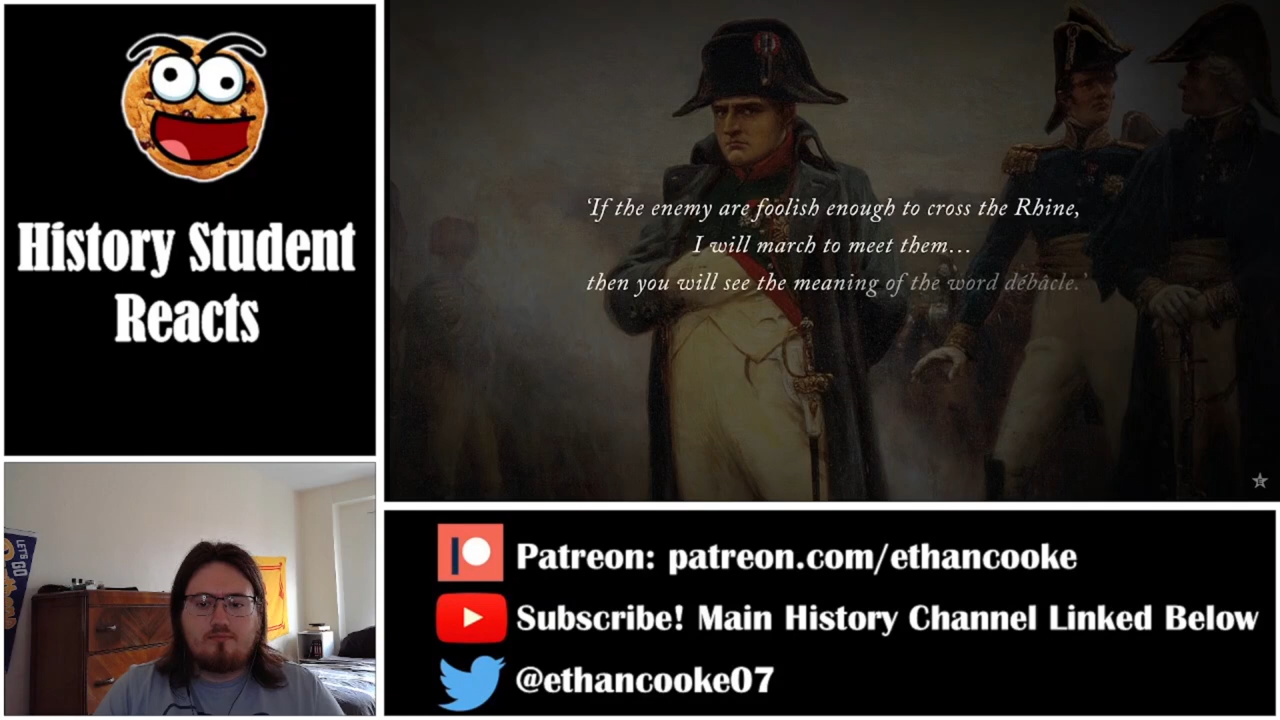 History Student
Reacts
‘If the enemy are foolish enough to cross the Rhine,
I will march to meet them...
then you will see the meaning of the word débâcle.’
LET'S
GO
Patreon: patreon.com/ethancooke
Subscribe! Main History Channel Linked Below
@ethancooke07